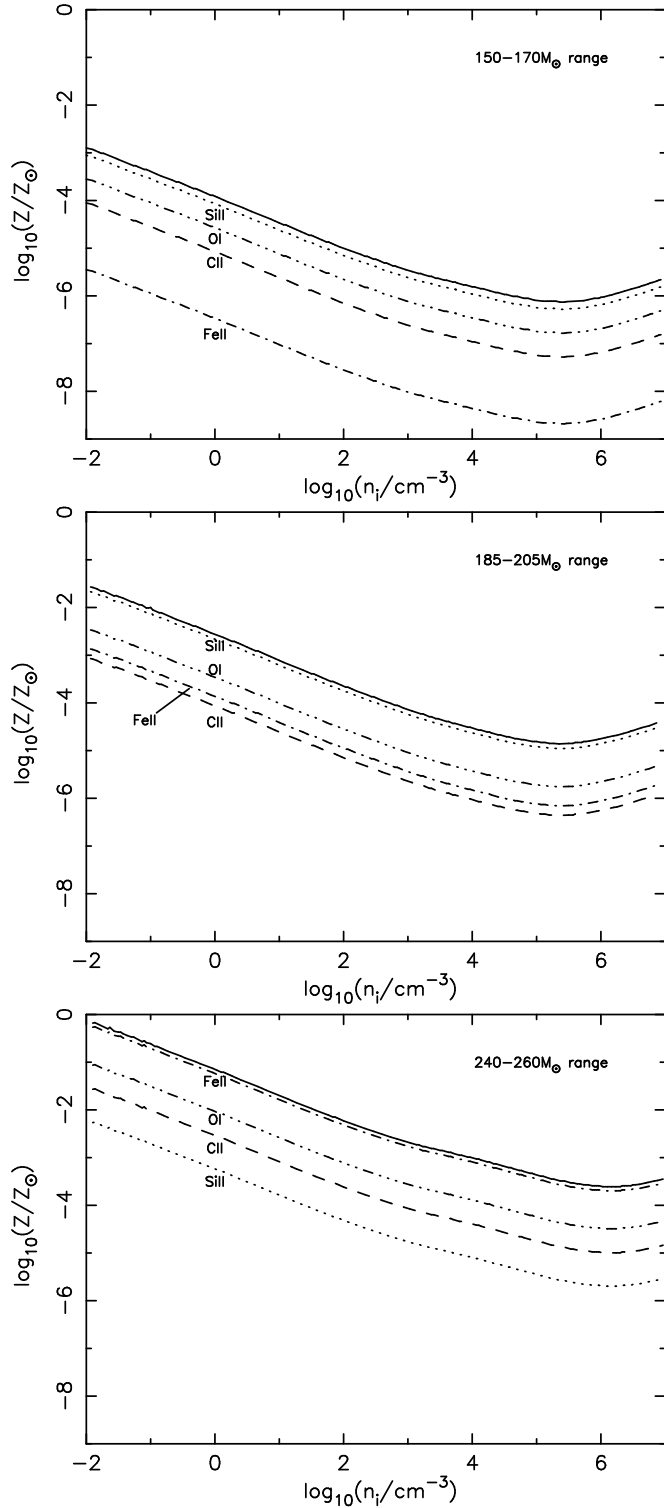 0
150−170M⊙ range
−2
log10(Z/Z⊙)
−4
SiII
OI
CII
−6
FeII
−8
−2 0 2 4 6
log10(ni/cm−3)
0
185−205M⊙ range
−2
log10(Z/Z⊙)
SiII
OI
−4
FeII
CII
−6
−8
−2 0 2 4 6
log10(ni/cm−3)
0
240−260M⊙ range
FeII
−2
OI
log10(Z/Z⊙)
CII
SiII
−4
−6
−8
−2 0 2 4 6
log10(ni/cm−3)